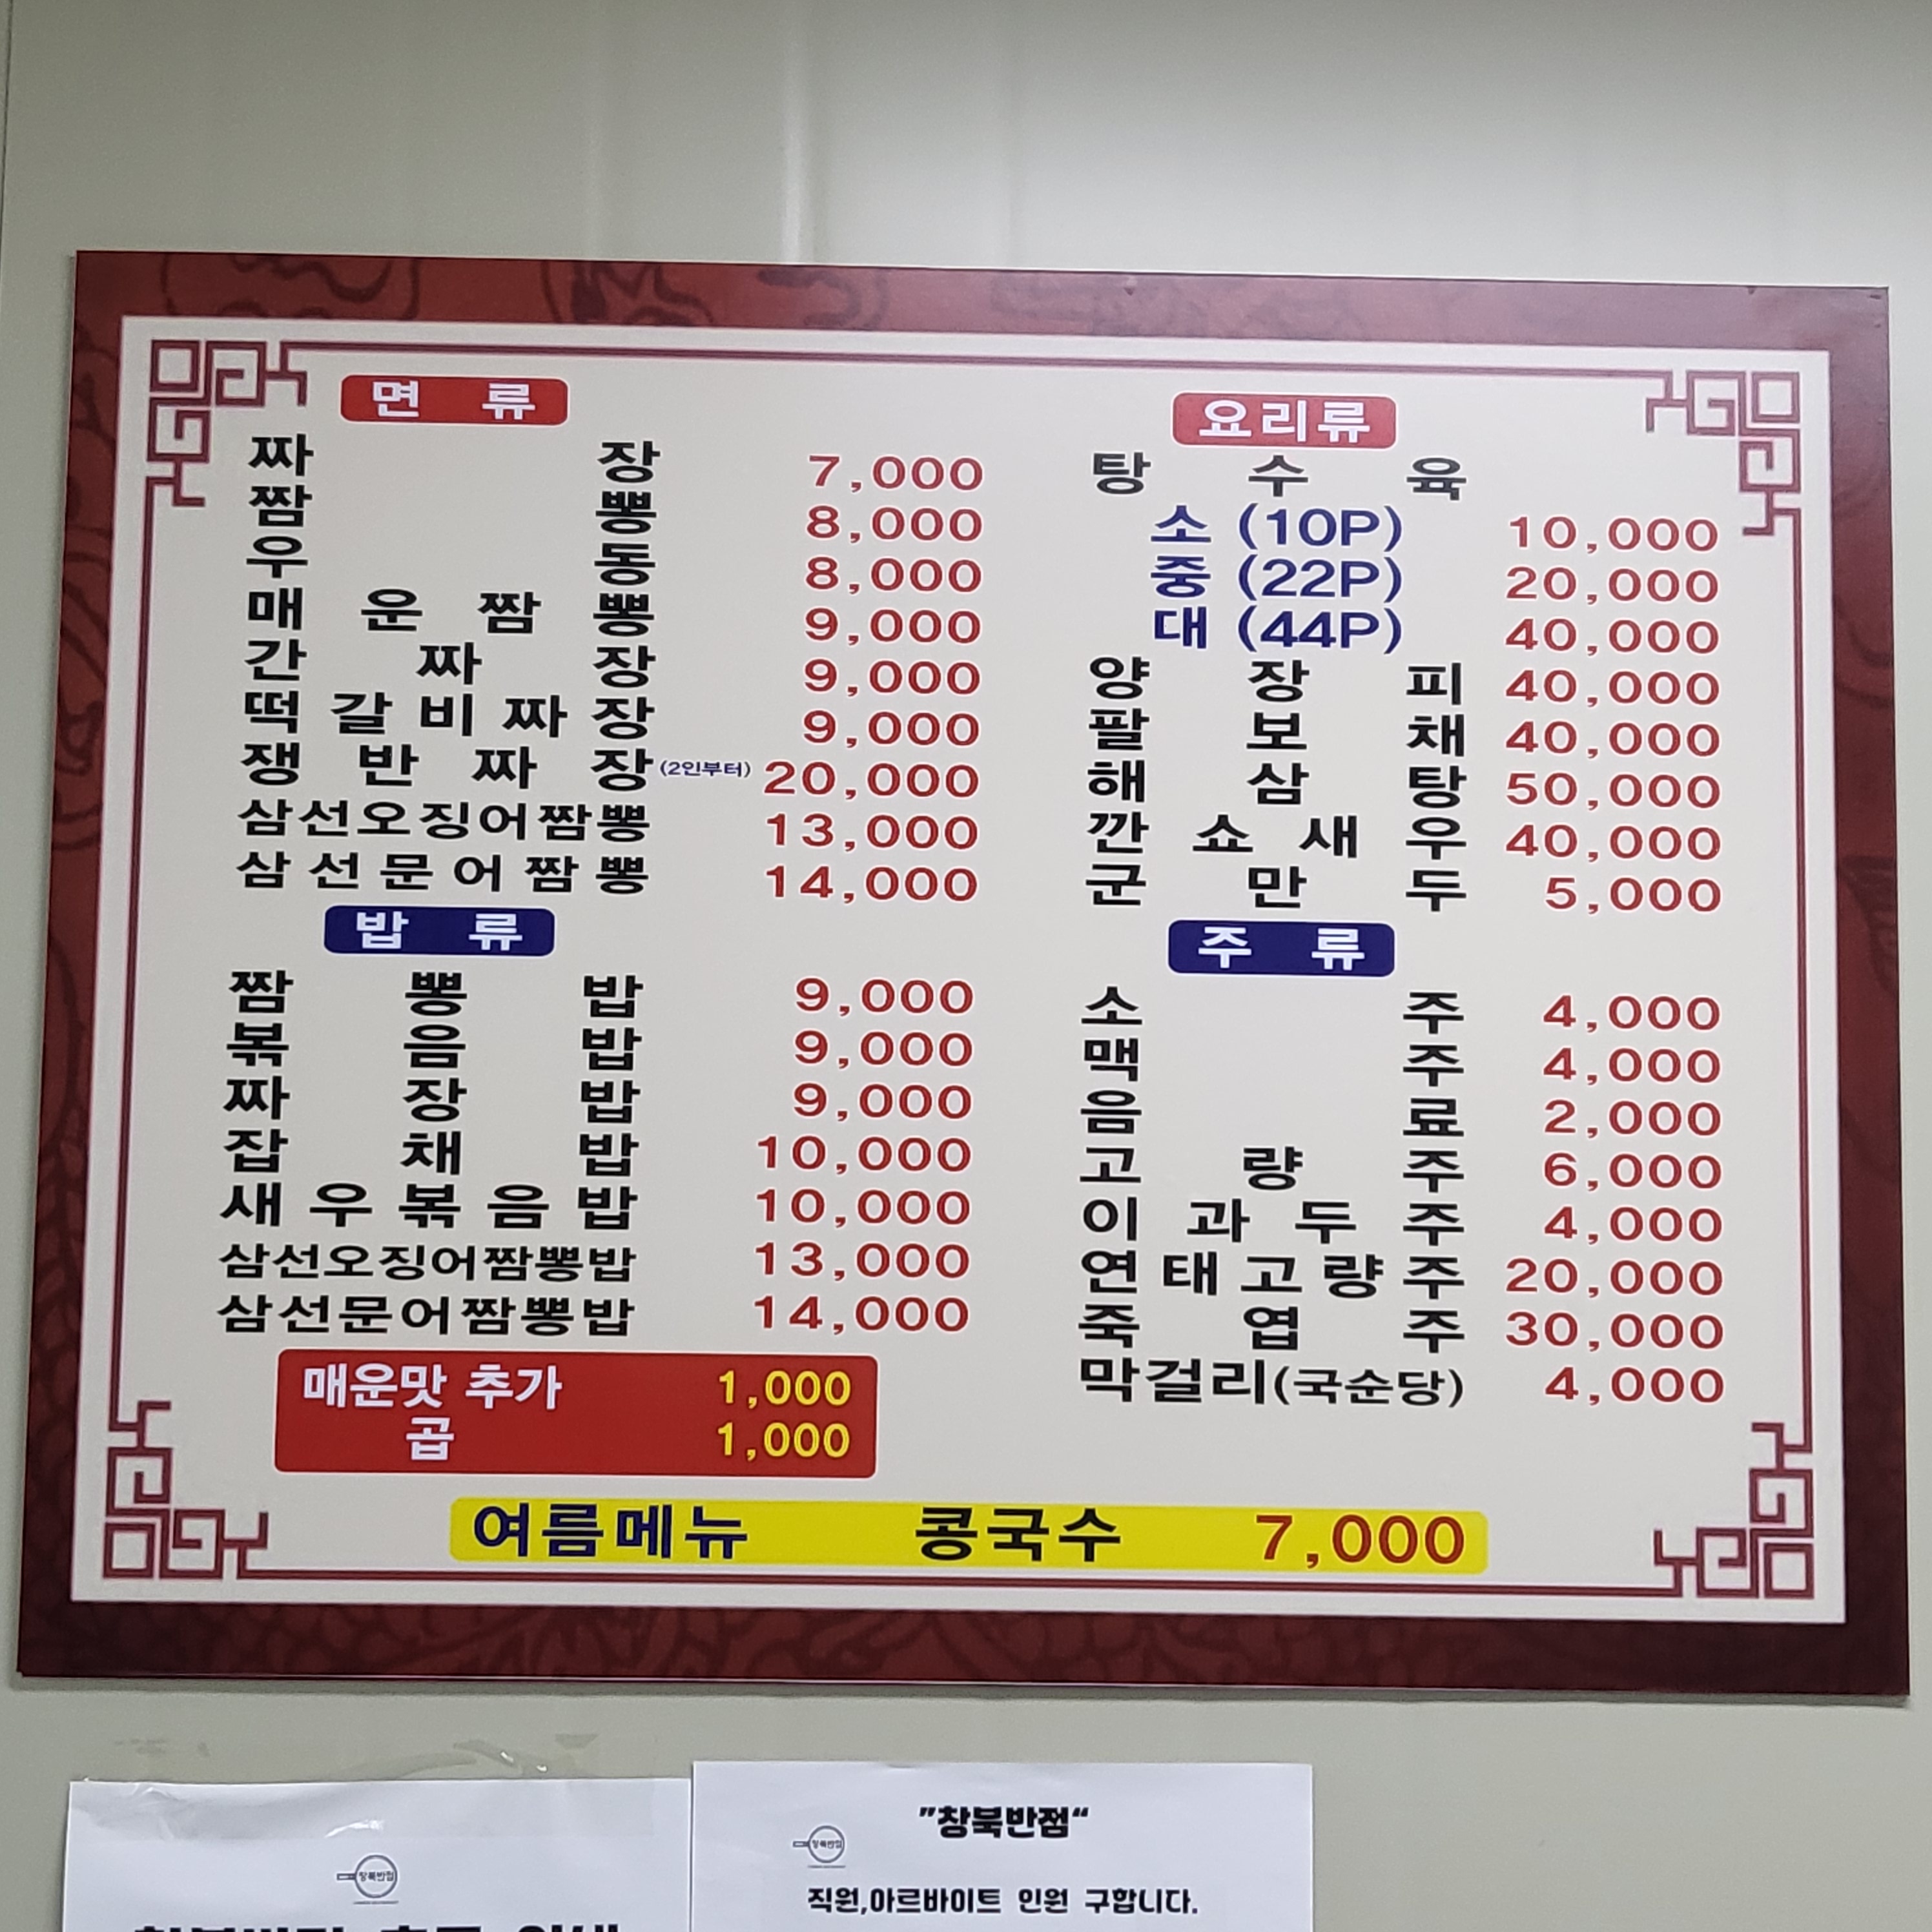 면 류
짜 장 7,000
짬 뽕 8,000
우 동 8,000
매 운 짬 뽕 9,000
간 짜 장 9,000
떡 갈 비 짜 장 9,000
쟁 반 짜 장 (2인부터) 20,000
삼선오징어짬뽕 13,000
삼 선 문 어 짬 뽕 14,000
밥 류
짬 뽕 밥 9,000
볶 음 밥 9,000
짜 장 밥 9,000
잡 채 밥 10,000
새 우 볶 음 밥 10,000
삼선오징어짬뽕밥 13,000
삼선문어짬뽕밥 14,000
매운맛 추가 1,000
곱 1,000
요리류
탕 수 육
소 (10P) 10,000
중 (22P) 20,000
대 (44P) 40,000
양 장 피 40,000
팔 보 채 40,000
해 삼 탕 50,000
깐 쇼 새 우 40,000
군 만 두 5,000
주 류
소 주 4,000
맥 주 4,000
음 료 2,000
고 량 주 6,000
이 과 두 주 4,000
연 태 고 량 주 20,000
죽 엽 주 30,000
막걸리(국순당) 4,000
여름메뉴 콩국수 7,000
창북반점
"창북반점"
창북반점
직원,아르바이트 인원 구합니다.